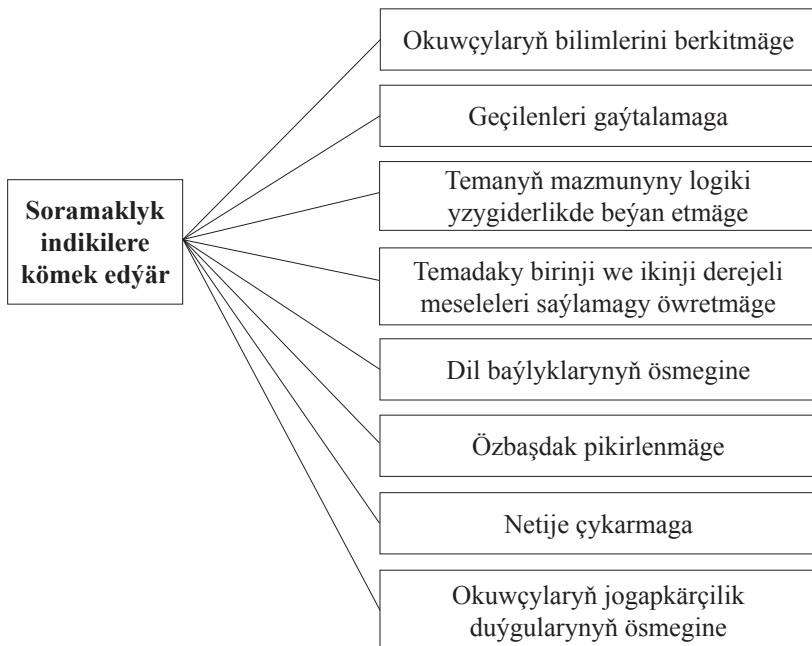 Okuwçylaryň bilimlerini berkitmäge
Geçilenleri gaýtalamaga
Soramaklyk
indikilere
kömek edýär
Temanyň mazmunyny logiki
yzygiderlikde beýan etmäge
Temadaky birinji we ikinji derejeli
meseleleri saýlamagy öwretmäge
Dil baýlyklarynyň ösmegine
Özbaşdak pikirlenmäge
Netije çykarmaga
Okuwçylaryň jogapkärçilik
duýgularynyň ösmegine